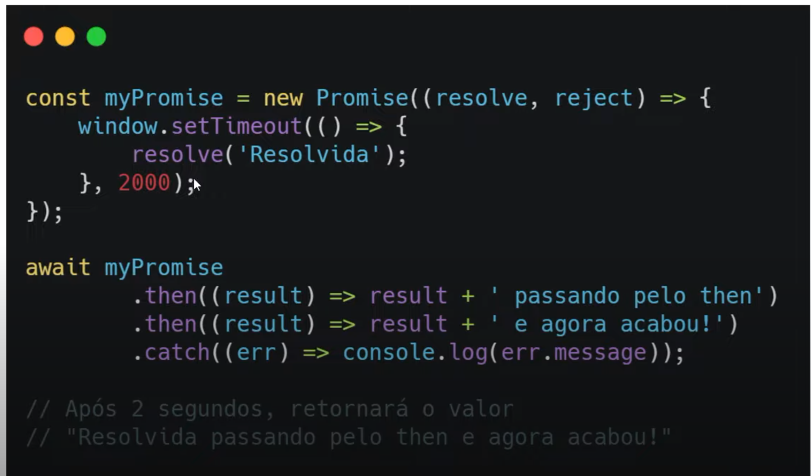 const myPromise = new Promise((resolve, reject) => {
    window.setTimeout(() => {
        resolve('Resolvida');
    }, 2000);
});
await myPromise
        .then((result) => result + ' passando pelo then')
        .then((result) => result + ' e agora acabou!')
        .catch((err) => console.log(err.message));
// Após 2 segundos, retornará o valor
// "Resolvida passando pelo then e agora acabou!"